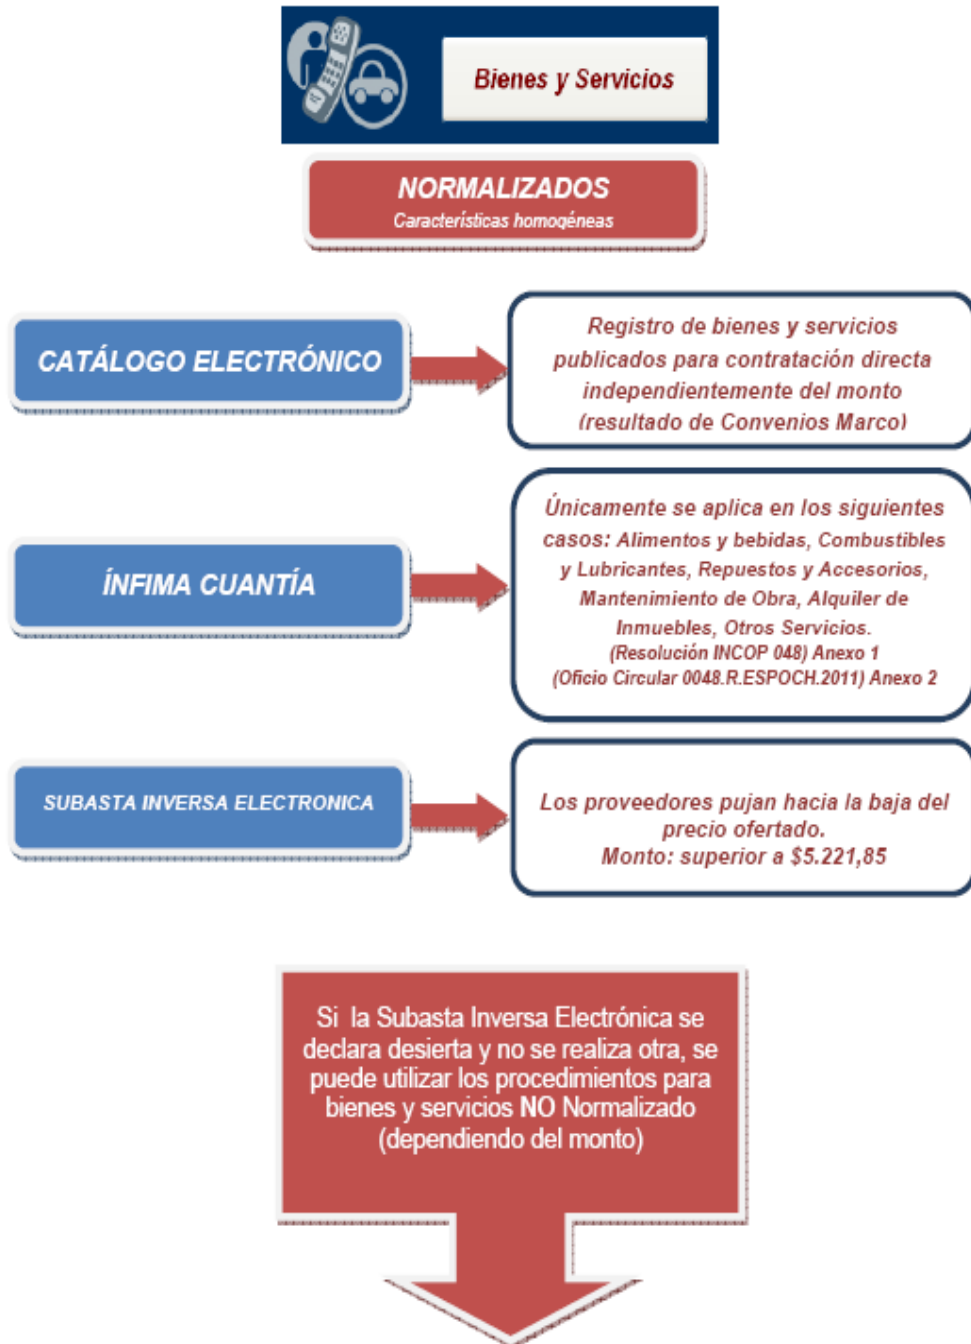 Bienes y Servicios
NORMALIZADOS
Características homogéneas
CATÁLOGO ELECTRÓNICO
Registro de bienes y servicios
publicados para contratación directa
independientemente del monto
(resultado de Convenios Marco)
ÍNFIMA CUANTÍA
Únicamente se aplica en los siguientes
casos: Alimentos y bebidas, Combustibles
y Lubricantes, Repuestos y Accesorios,
Mantenimiento de Obra, Alquiler de
Inmuebles, Otros Servicios.
(Resolución INCOP 048) Anexo 1
(Oficio Circular 0048.R.ESPOCH.2011) Anexo 2
SUBASTA INVERSA ELECTRONICA
Los proveedores pujan hacia la baja del
precio ofertado.
Monto: superior a $5.221,85
Si la Subasta Inversa Electrónica se
declara desierta y no se realiza otra, se
puede utilizar los procedimientos para
bienes y servicios NO Normalizado
(dependiendo del monto)